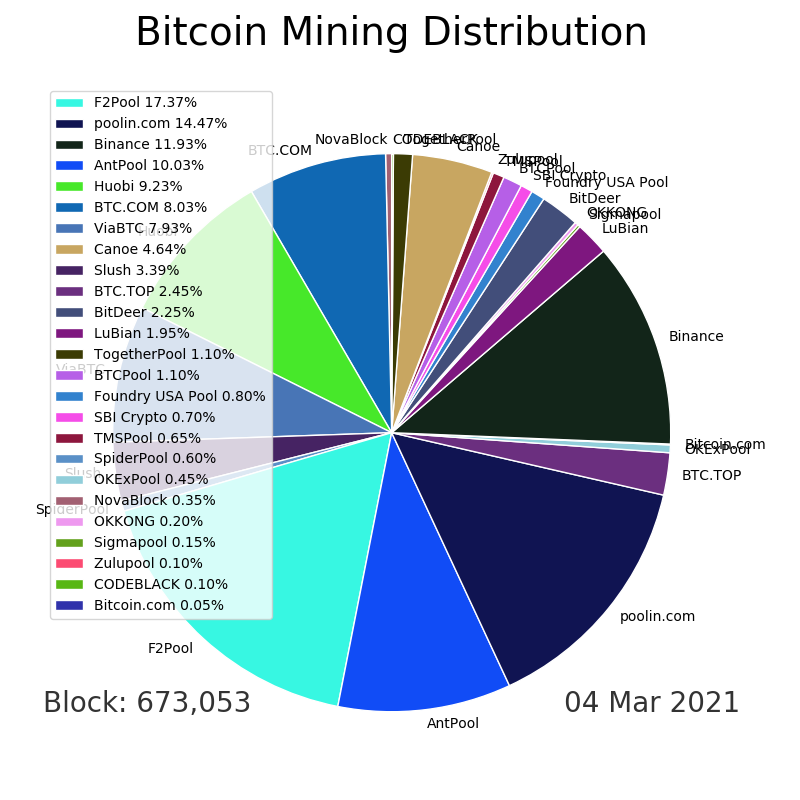 Bitcoin Mining Distribution
F2Pool 17.37%
poolin.com 14.47%
Binance 11.93%
AntPool 10.03%
Huobi 9.23%
BTC.COM 8.03%
ViaBTC 7.93%
Canoe 4.64%
Slush 3.39%
BTC.TOP 2.45%
BitDeer 2.25%
LuBian 1.95%
TogetherPool 1.10%
BTCPool 1.10%
Foundry USA Pool 0.80%
SBI Crypto 0.70%
TMSPool 0.65%
SpiderPool 0.60%
OKExPool 0.45%
NovaBlock 0.35%
OKKONG 0.20%
Sigmapool 0.15%
Zulupool 0.10%
CODEBLACK 0.10%
Bitcoin.com 0.05%
NovaBlock
CODEBLACK
TogetherPool
Canoe
Zulupool
TMSPool
BTCPool
SBI Crypto
Foundry USA Pool
BitDeer
OKKONG
Sigmapool
LuBian
Binance
Bitcoin.com
OKExPool
BTC.TOP
poolin.com
AntPool
F2Pool
SpiderPool
Slush
ViaBTC
Huobi
BTC.COM
Block: 673,053
04 Mar 2021